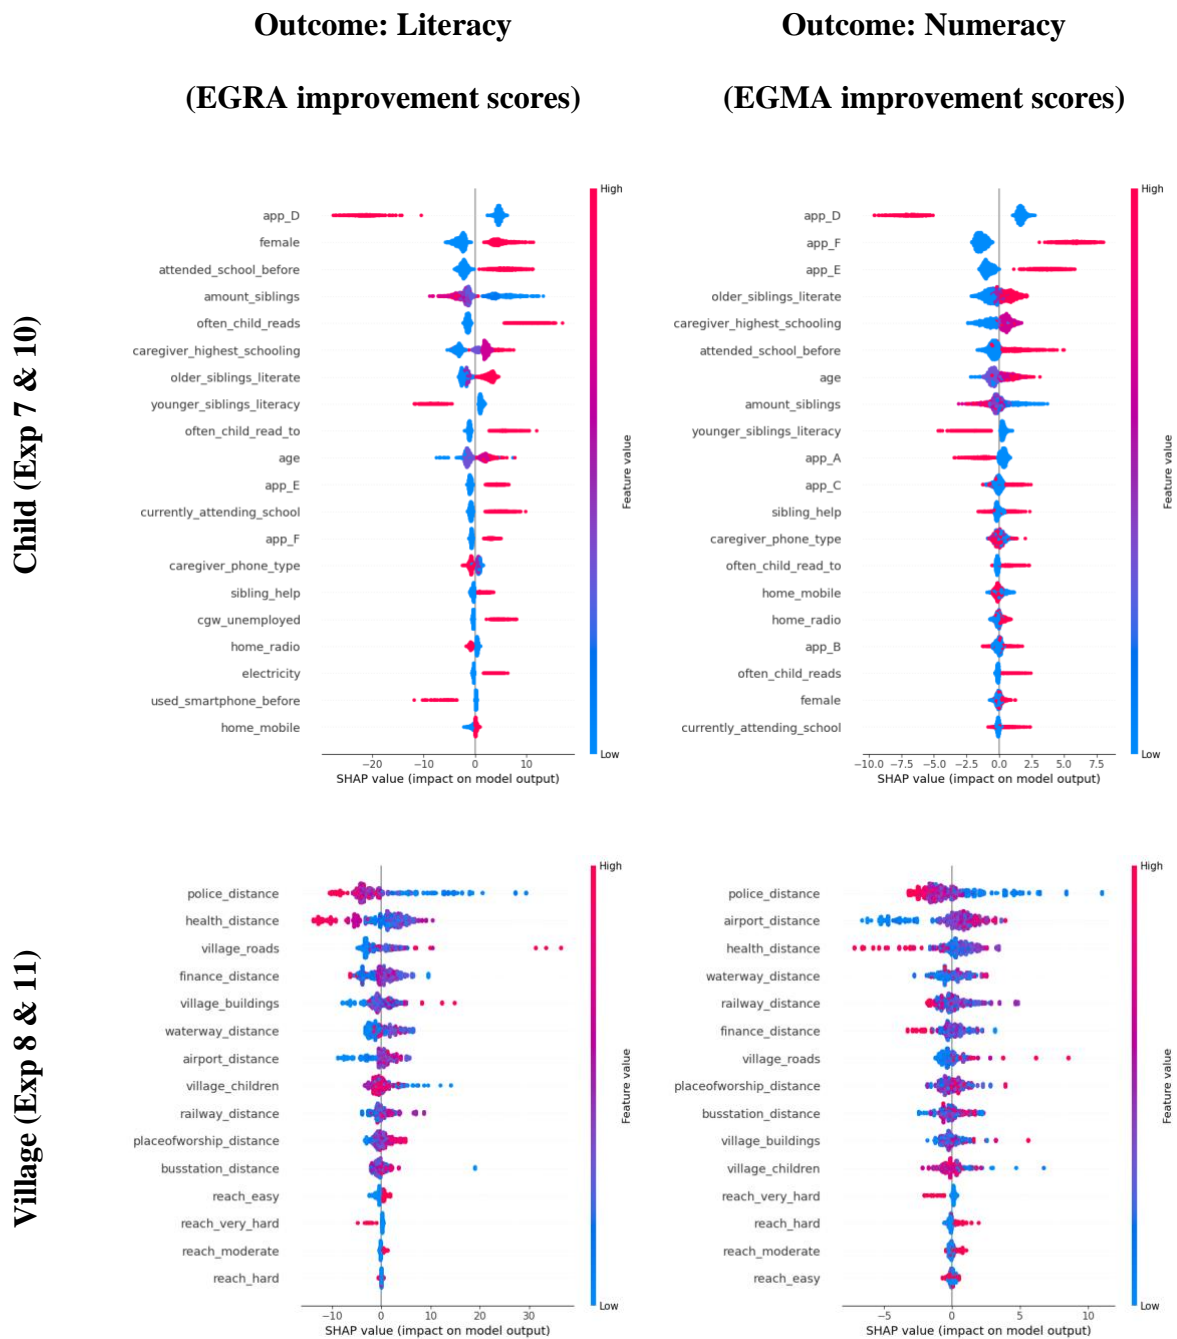 Outcome: Literacy
(EGRA improvement scores)
Outcome: Numeracy
(EGMA improvement scores)
Child (Exp 7 & 10)
app_D
female
attended_school_before
amount_siblings
often_child_reads
caregiver_highest_schooling
older_siblings_literate
younger_siblings_literacy
often_child_read_to
age
app_E
currently_attending_school
app_F
caregiver_phone_type
sibling_help
cgw_unemployed
home_radio
electricity
used_smartphone_before
home_mobile
−20 −10 0 10
SHAP value (impact on model output)
High
Feature value
Low
app_D
app_F
app_E
older_siblings_literate
caregiver_highest_schooling
attended_school_before
age
amount_siblings
younger_siblings_literacy
app_A
app_C
sibling_help
caregiver_phone_type
often_child_read_to
home_mobile
home_radio
app_B
often_child_reads
female
currently_attending_school
−10.0 −7.5 −5.0 −2.5 0.0 2.5 5.0 7.5
SHAP value (impact on model output)
High
Feature value
Low
Village (Exp 8 & 11)
police_distance
health_distance
village_roads
finance_distance
village_buildings
waterway_distance
airport_distance
village_children
railway_distance
placeofworship_distance
busstation_distance
reach_easy
reach_very_hard
reach_moderate
reach_hard
−10 0 10 20 30
SHAP value (impact on model output)
High
Feature value
Low
police_distance
airport_distance
health_distance
waterway_distance
railway_distance
finance_distance
village_roads
placeofworship_distance
busstation_distance
village_buildings
village_children
reach_very_hard
reach_hard
reach_moderate
reach_easy
−5 0 5 10
SHAP value (impact on model output)
High
Feature value
Low